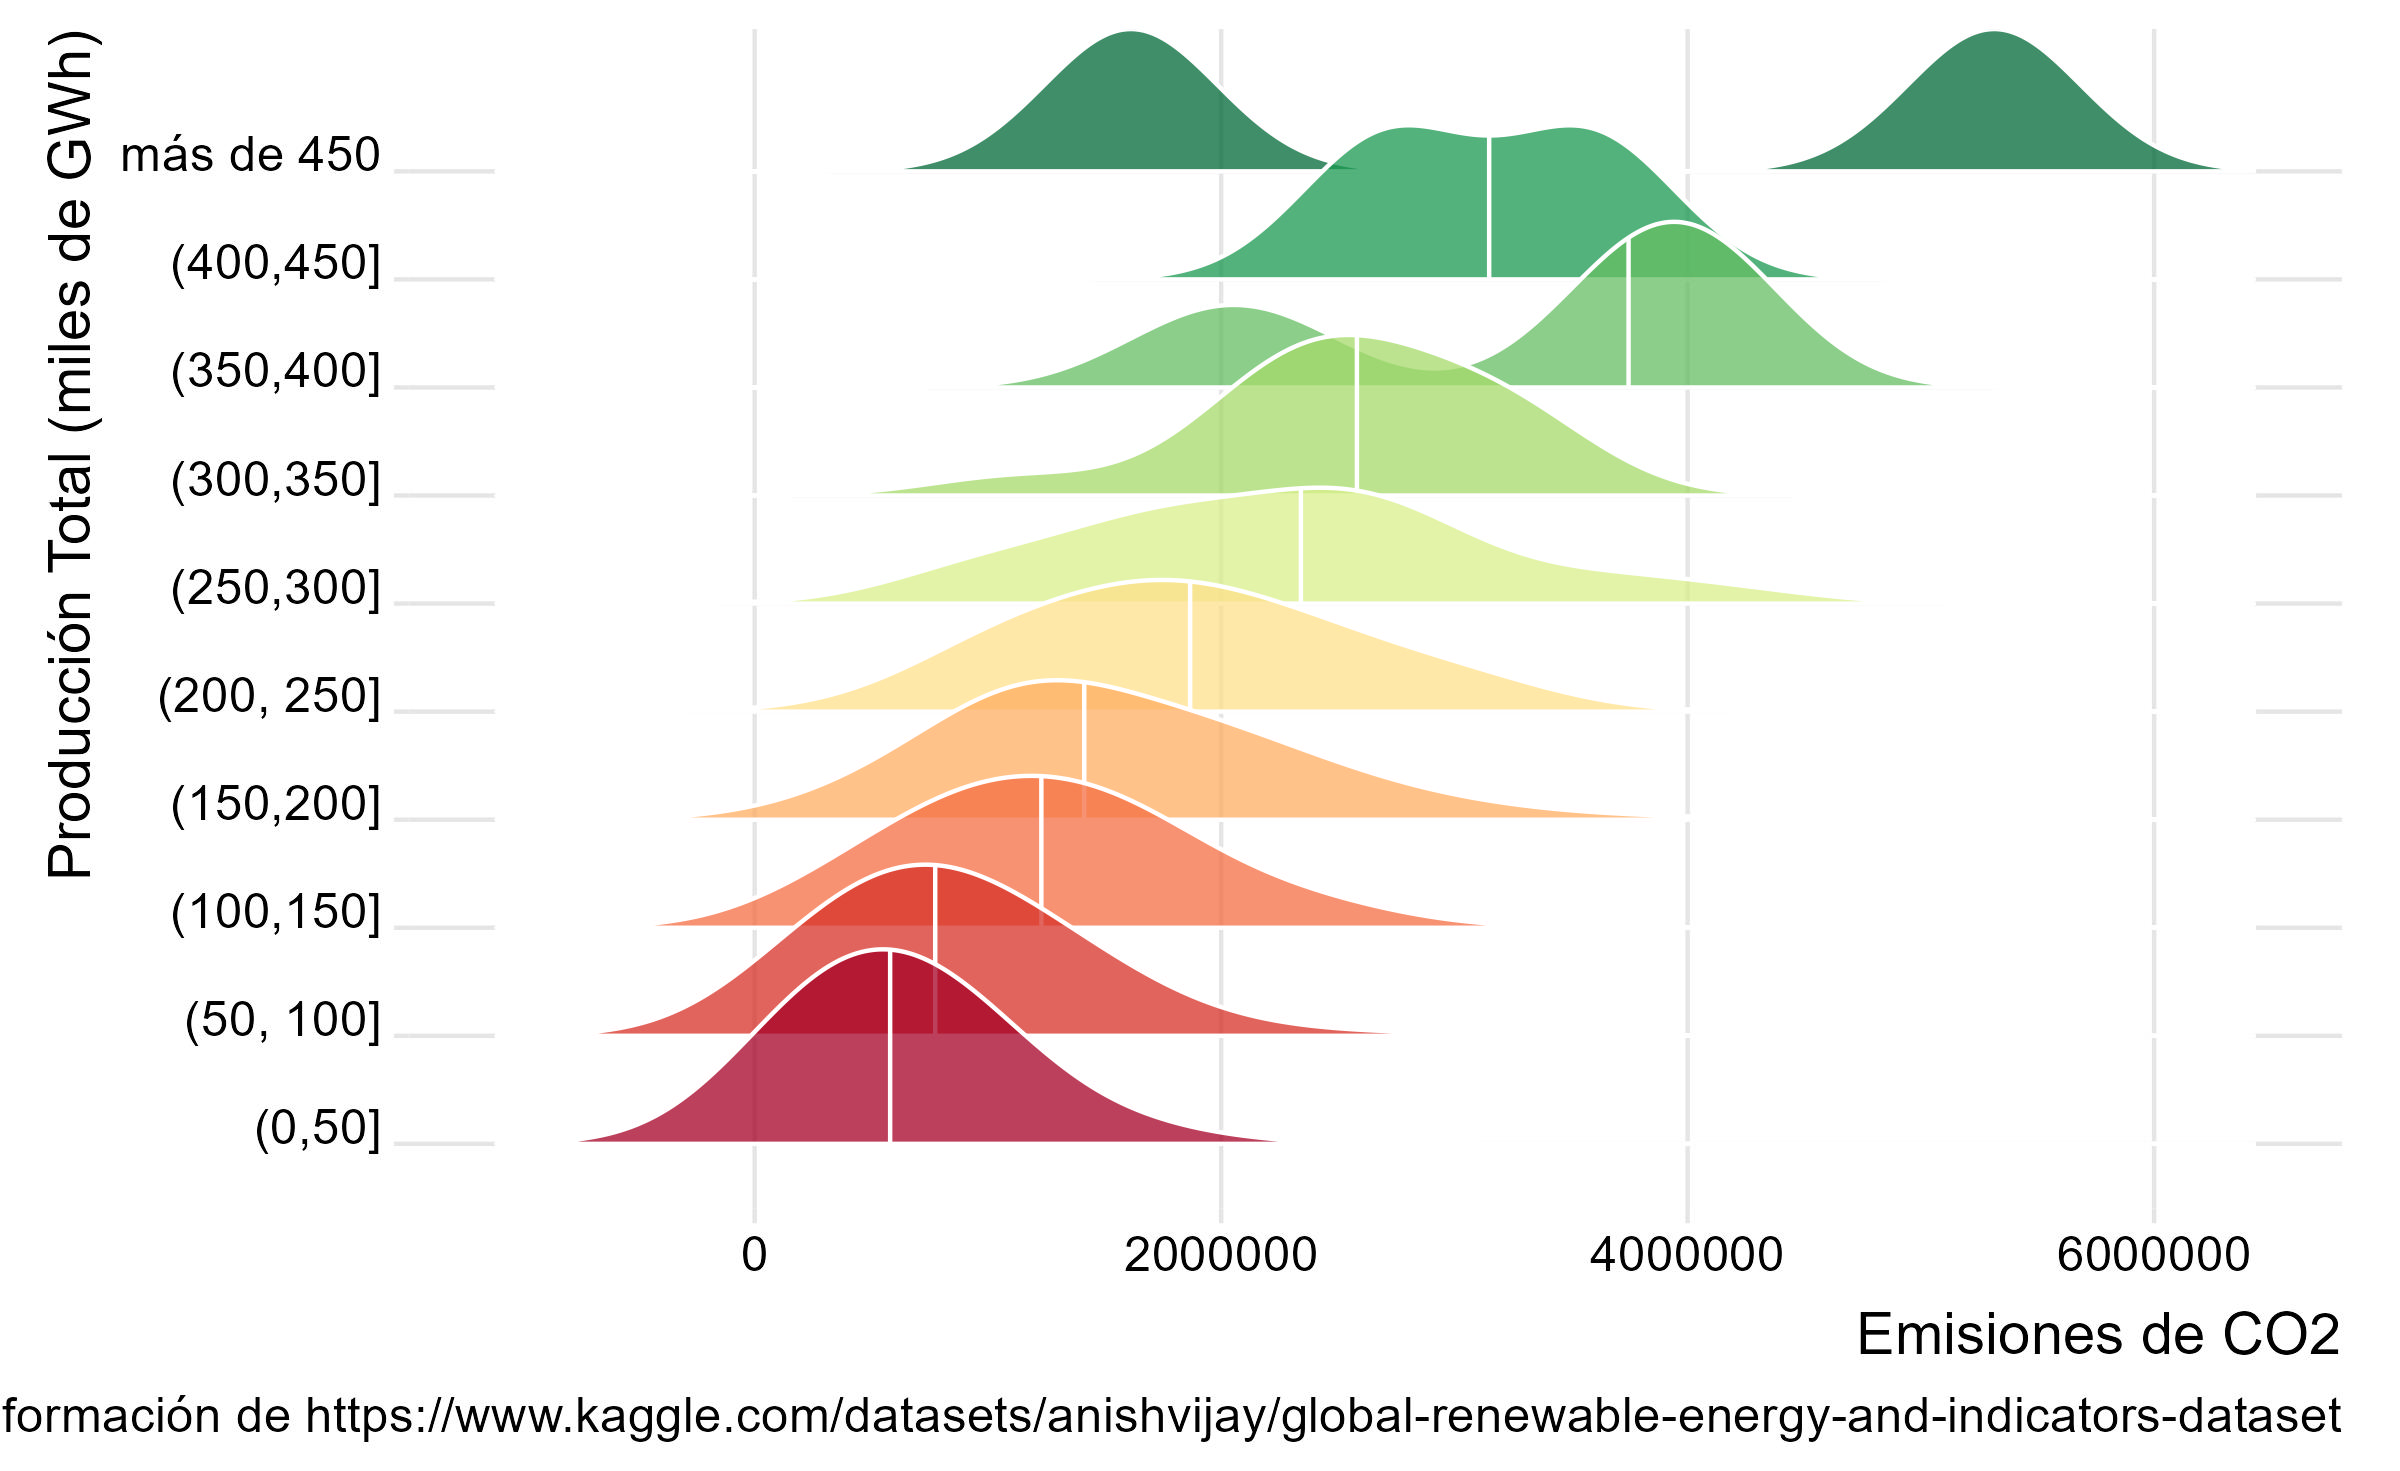 Producción Total (miles de GWh)
más de 450
(400,450]
(350,400]
(300,350]
(250,300]
(200, 250]
(150,200]
(100,150]
(50, 100]
(0,50]
0 2000000 4000000 6000000
Emisiones de CO2
formación de https://www.kaggle.com/datasets/anishvijay/global-renewable-energy-and-indicators-dataset